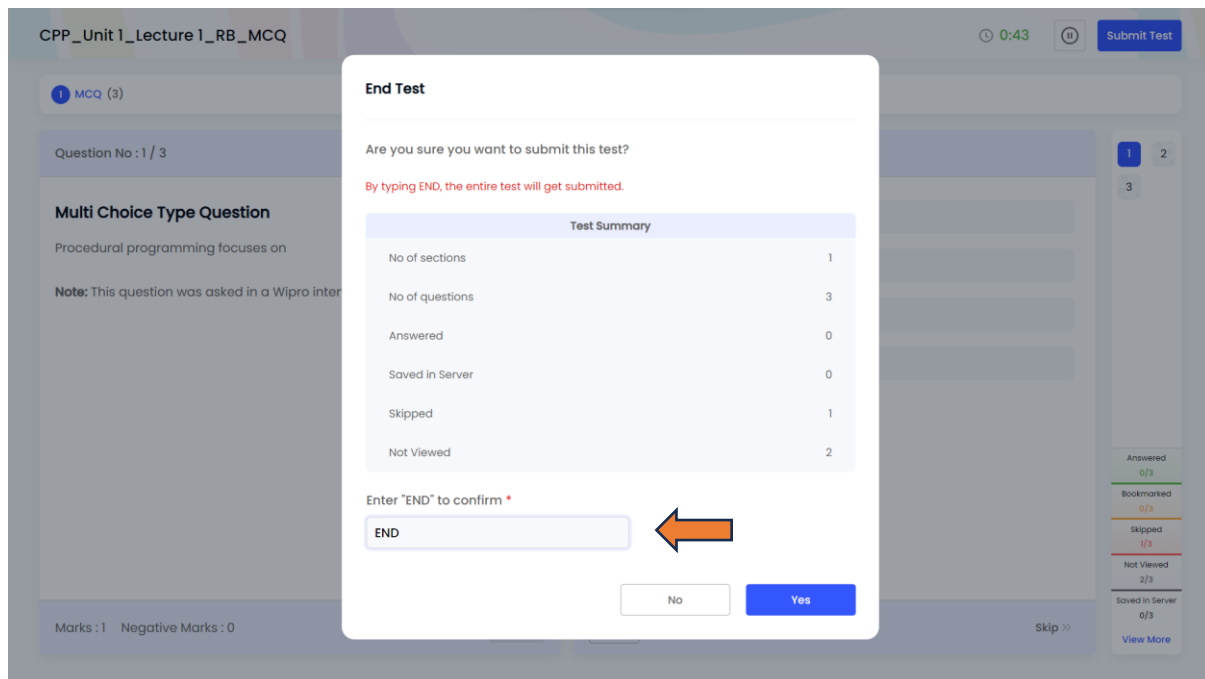 CPP_Unit 1_Lecture 1_RB_MCQ
0:43
Submit Test
1 MCQ (3)
Question No : 1 / 3
Multi Choice Type Question
Procedural programming focuses on
Note: This question was asked in a Wipro inter
Marks : 1 Negative Marks : 0
End Test
Are you sure you want to submit this test?
By typing END, the entire test will get submitted.
Test Summary
No of sections 1
No of questions 3
Answered 0
Saved in Server 0
Skipped 1
Not Viewed 2
Enter "END" to confirm *
END
No Yes
Skip »
1 2
3
Answered
0/3
Bookmarked
0/3
Skipped
1/3
Not Viewed
2/3
Saved in Server
0/3
View More